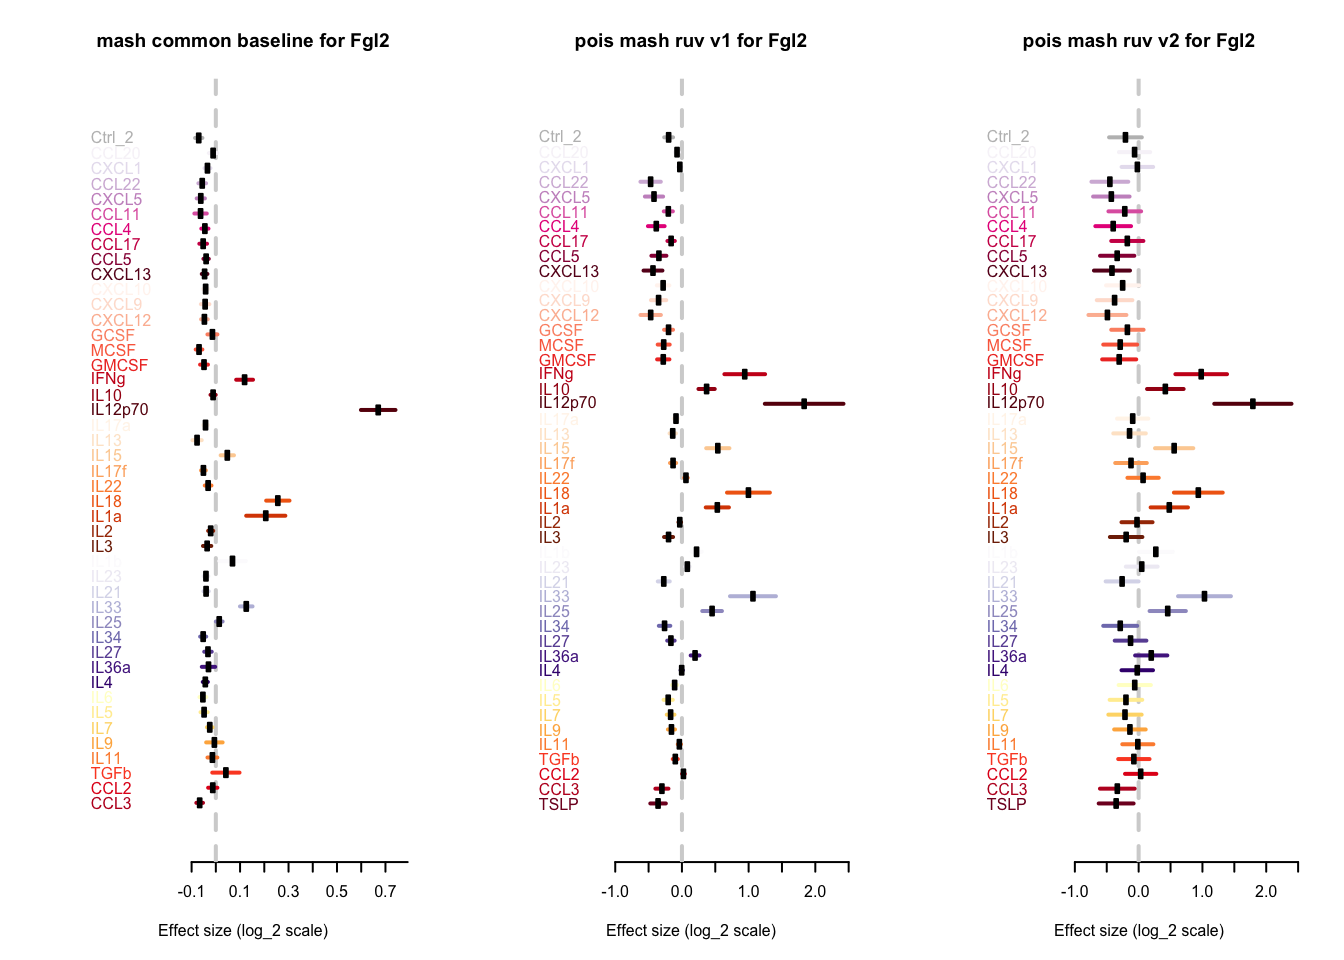 mash common baseline for Fgl2
Ctrl_2
CCL20
CXCL1
CCL22
CXCL5
CCL11
CCL4
CCL17
CCL5
CXCL13
CXCL10
CXCL9
CXCL12
GCSF
MCSF
GMCSF
IFNg
IL10
IL12p70
IL17a
IL13
IL15
IL17f
IL22
IL18
IL1a
IL2
IL3
IL23
IL21
IL33
IL25
IL34
IL27
IL36a
IL4
IL5
IL7
IL9
IL11
TGFb
CCL2
CCL3
-0.1 0.1 0.3 0.5 0.7
Effect size (log_2 scale)
pois mash ruv v1 for Fgl2
Ctrl_2
CCL20
CXCL1
CCL22
CXCL5
CCL11
CCL4
CCL17
CCL5
CXCL13
CXCL10
CXCL9
CXCL12
GCSF
MCSF
GMCSF
IFNg
IL10
IL12p70
IL17a
IL13
IL15
IL17f
IL22
IL18
IL1a
IL2
IL3
IL23
IL21
IL33
IL25
IL34
IL27
IL36a
IL4
IL5
IL7
IL9
IL11
TGFb
CCL2
CCL3
TSLP
-1.0 0.0 1.0 2.0
Effect size (log_2 scale)
pois mash ruv v2 for Fgl2
Ctrl_2
CCL20
CXCL1
CCL22
CXCL5
CCL11
CCL4
CCL17
CCL5
CXCL13
CXCL10
CXCL9
CXCL12
GCSF
MCSF
GMCSF
IFNg
IL10
IL12p70
IL17a
IL13
IL15
IL17f
IL22
IL18
IL1a
IL2
IL3
IL23
IL21
IL33
IL25
IL34
IL27
IL36a
IL4
IL5
IL7
IL9
IL11
TGFb
CCL2
CCL3
TSLP
-1.0 0.0 1.0 2.0
Effect size (log_2 scale)